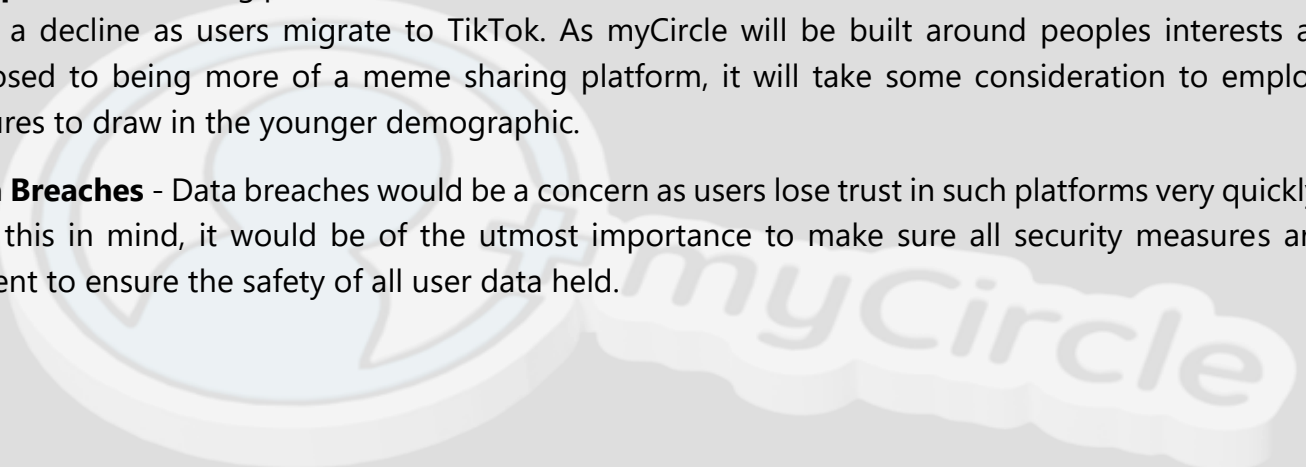 a decline as users migrate to TikTok. As myCircle will be built around peoples interests a
osed to being more of a meme sharing platform, it will take some consideration to emplo
ures to draw in the younger demographic.
Breaches - Data breaches would be a concern as users lose trust in such platforms very quickly
this in mind, it would be of the utmost importance to make sure all security measures ar
ent to ensure the safety of all user data held.
myCircle